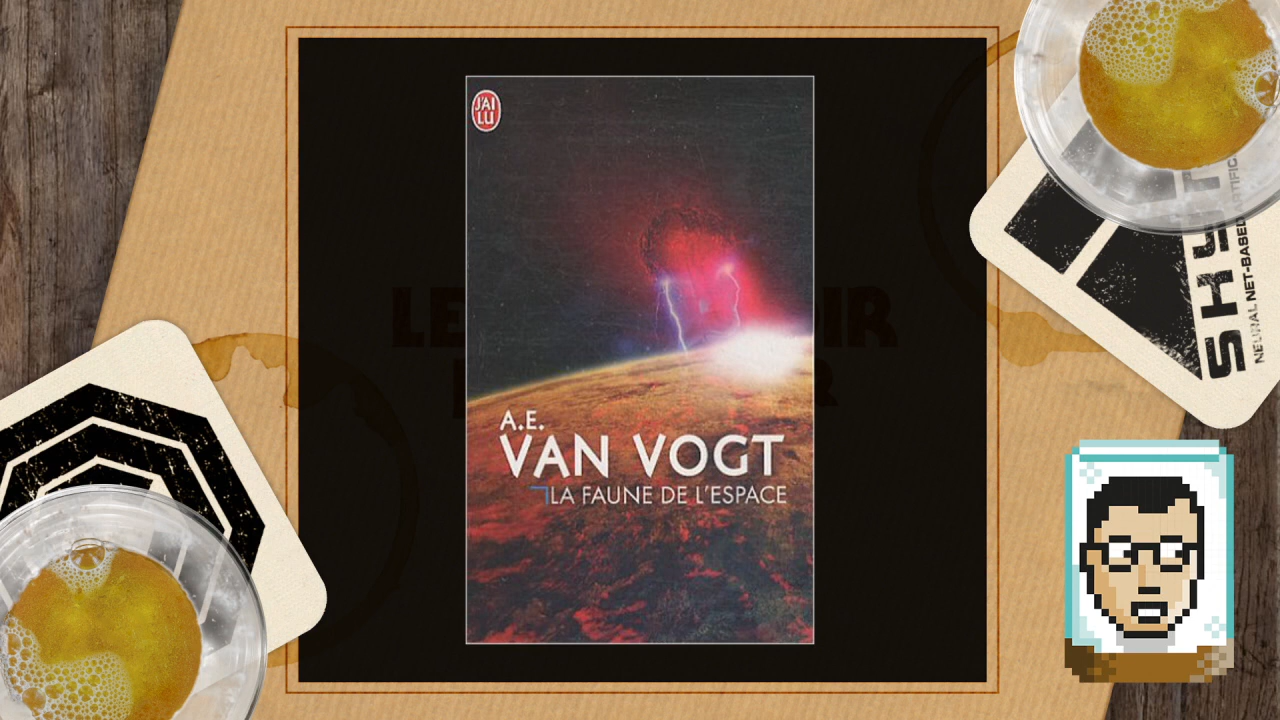 J'AI
LU
A.E.
VAN VOGT
LA FAUNE DE L'ESPACE
NEURAL NET-BASED